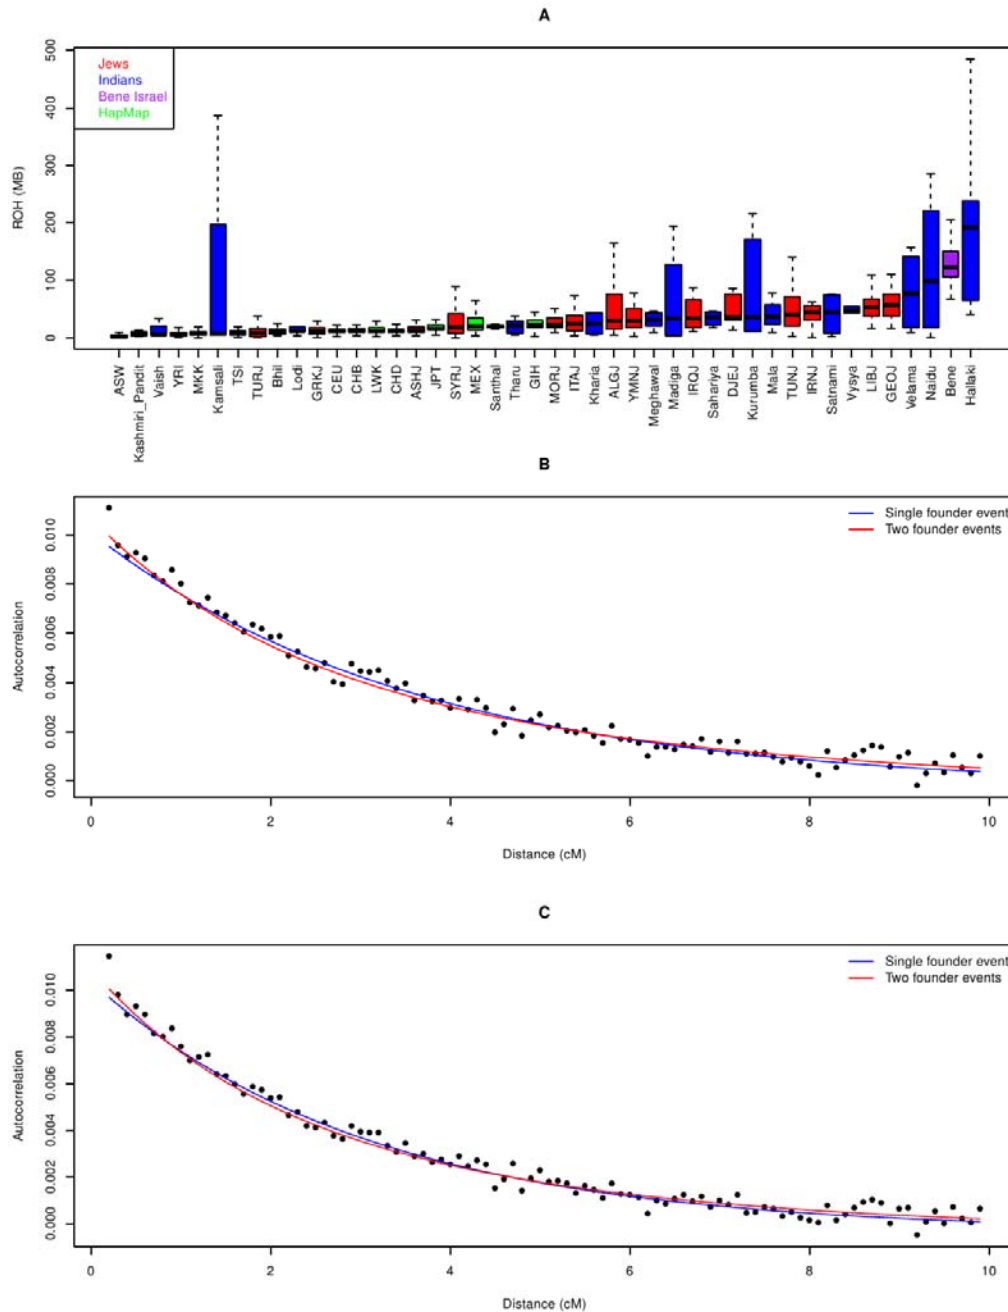 A
500
400
300
200
100
0
ROH (MB)
Jews
Indians
Bene Israel
HapMap
ASW
Kashmiri_Pandit
Vaish
YRI
MKK
Kamsali
TSI
TURJ
Bhil
Lodi
GRKJ
CEU
CHB
LWK
CHD
ASHJ
JPT
SYRJ
MEX
Santhal
Tharu
GIH
MORJ
ITAJ
Kharia
ALGJ
YMNJ
Meghawal
Madiga
IRQJ
Sahariya
DJEJ
Kurumba
Mala
TUNJ
IRNJ
Satnami
Vysya
LIBJ
GEOJ
Velama
Naidu
Bene
Hallaki
B
Single founder event
Two founder events
0.010
0.008
0.006
0.004
0.002
0.000
Autocorrelation
0 2 4 6 8 10
Distance (cM)
C
Single founder event
Two founder events
0.010
0.008
0.006
0.004
0.002
0.000
Autocorrelation
0 2 4 6 8 10
Distance (cM)